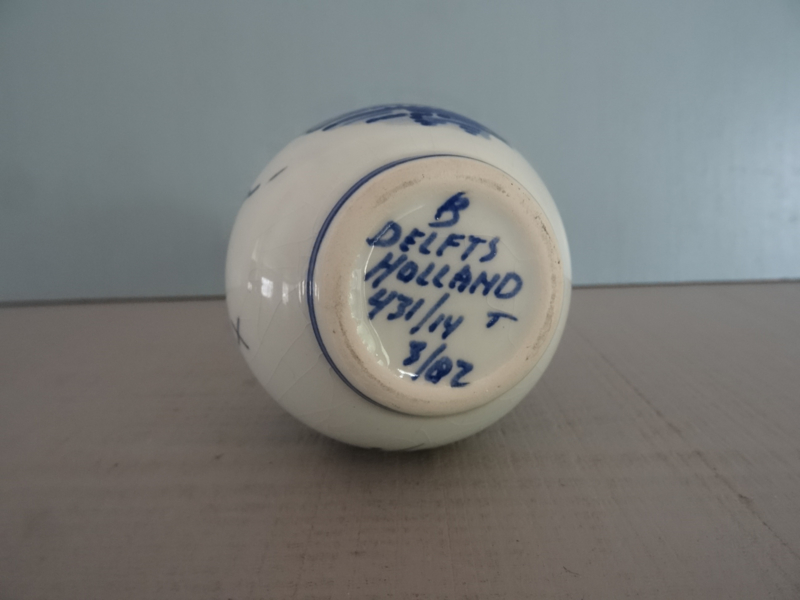 B
DELFTS
HOLLAND
431/14 T
3/82